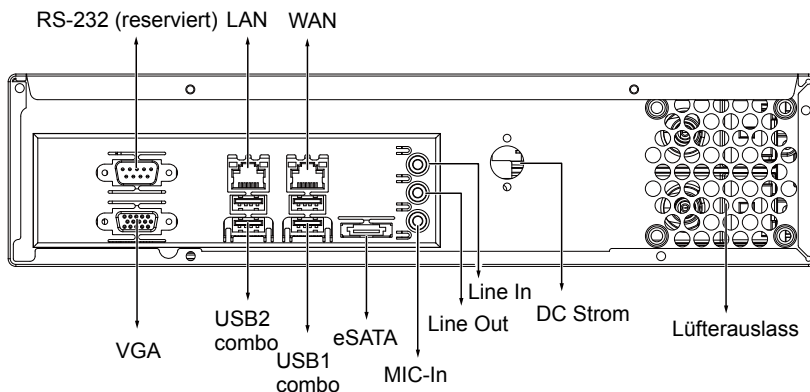 RS-232 (reserviert)
LAN
WAN
Line In
DC Strom
USB2
combo
eSATA
Line Out
Lüfterauslass
VGA
USB1
combo
MIC-In